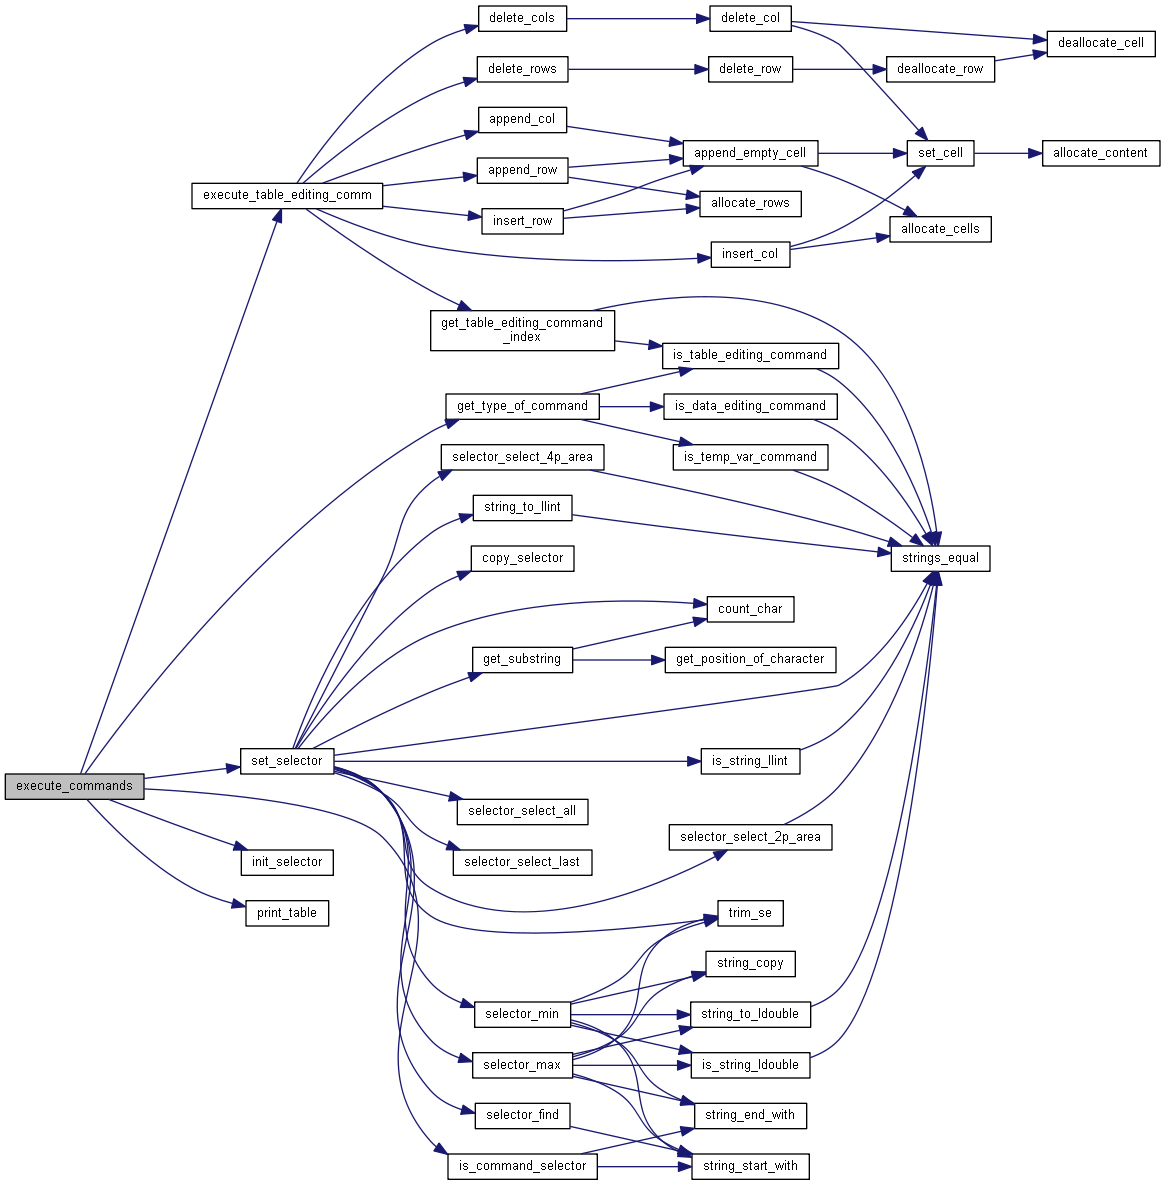 delete_cols
delete_col
deallocate_cell
delete_rows
delete_row
deallocate_row
append_col
append_empty_cell
set_cell
allocate_content
append_row
execute_table_editing_comm
allocate_rows
insert_row
allocate_cells
insert_col
get_table_editing_command
_index
is_table_editing_command
get_type_of_command
is_data_editing_command
selector_select_4p_area
is_temp_var_command
string_to_llint
copy_selector
strings_equal
count_char
get_substring
get_position_of_character
set_selector
is_string_llint
execute_commands
selector_select_all
selector_select_2p_area
init_selector
selector_select_last
print_table
trim_se
string_copy
selector_min
string_to_ldouble
selector_max
is_string_ldouble
selector_find
string_end_with
is_command_selector
string_start_with